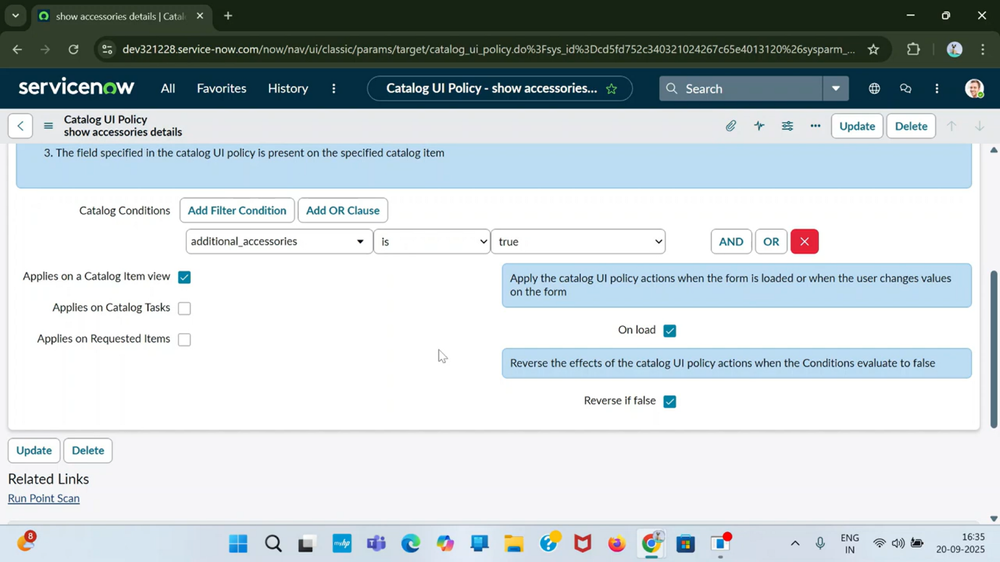 show accessories details | Catal
dev321228.service-now.com/now/nav/ui/classic/params/target/catalog_ui_policy.do%3Fsys_id%3Dcd5fd752c340321024267c65e4013120%26sysparm_...
servicenow
All
Favorites
History
Catalog UI Policy - show accessories...
Search
Catalog UI Policy
show accessories details
Update
Delete
3. The field specified in the catalog UI policy is present on the specified catalog item
Catalog Conditions
Add Filter Condition
Add OR Clause
additional_accessories
is
true
AND
OR
Applies on a Catalog Item view
Apply the catalog UI policy actions when the form is loaded or when the user changes values
on the form
Applies on Catalog Tasks
On load
Applies on Requested Items
Reverse the effects of the catalog UI policy actions when the Conditions evaluate to false
Reverse if false
Update
Delete
Related Links
Run Point Scan
8
myhp
ENG
IN
16:35
20-09-2025